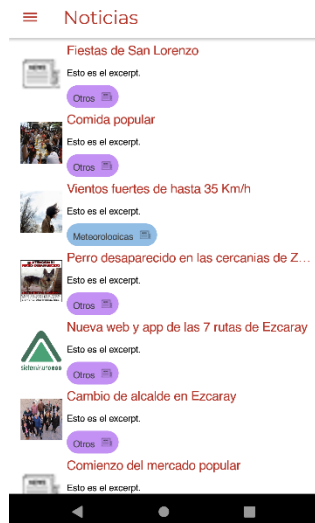 Noticias
Fiestas de San Lorenzo
Esto es el excerpt.
Otros
Comida popular
Esto es el excerpt.
Otros
Vientos fuertes de hasta 35 Km/h
Esto es el excerpt.
Meteorologicas
Perro desaparecido en las cercanias de Z...
Esto es el excerpt.
Otros
Nueva web y app de las 7 rutas de Ezcaray
Esto es el excerpt.
Otros
Cambio de alcalde en Ezcaray
Esto es el excerpt.
Otros
Comienzo del mercado popular
Esto es el excerpt.